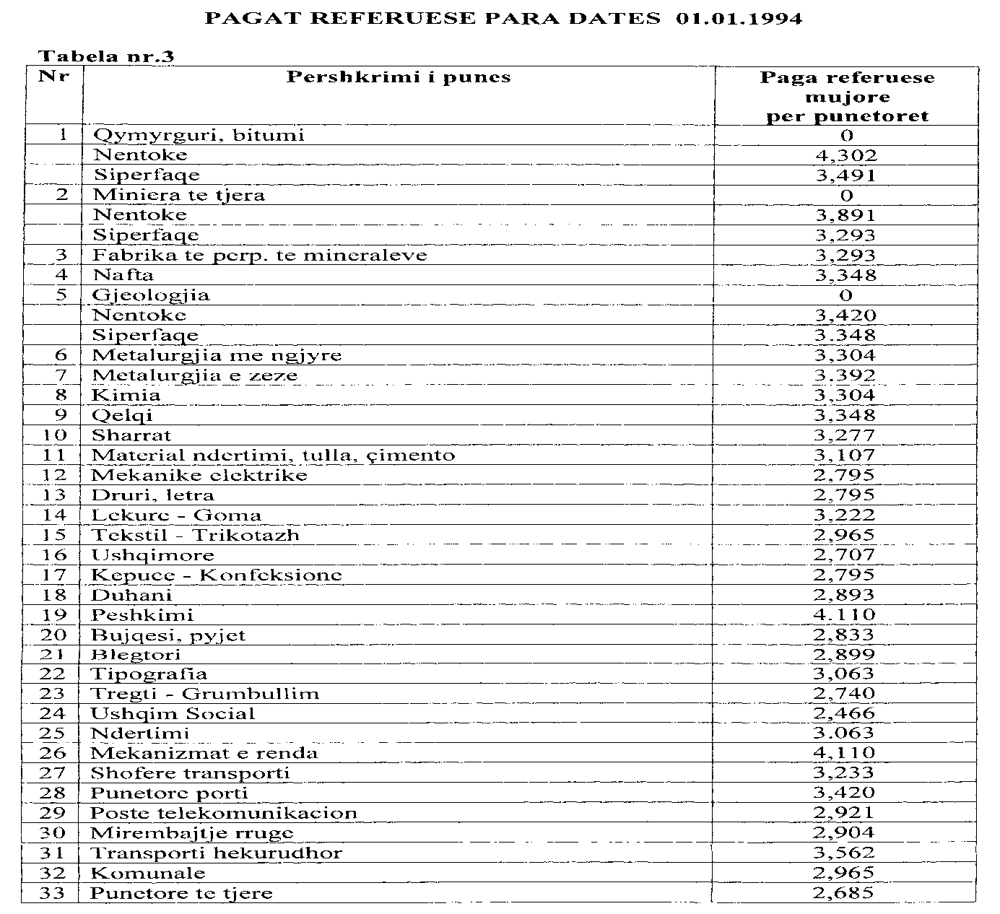 PAGAT REFERUESE PARA DATES 01.01.1994
Tabela nr.3
Nr Pershkrimi i punes Paga referuese
mujore
per punetoret
1 Qymyrguri, bitumi 0
Nentoke 4,302
Siperfaqe 3,491
2 Miniera te tjera 0
Nentoke 3,891
Siperfaqe 3,293
3 Fabrika te perp. te mineraleve 3,293
4 Nafta 3,348
5 Gjeologjia 0
Nentoke 3,420
Siperfaqe 3.348
6 Metalurgjia me ngjyre 3,304
7 Metalurgjia e zeze 3.392
8 Kimia 3,304
9 Qelqi 3,348
10 Sharrat 3,277
11 Material ndertimi, tulla, çimento 3,107
12 Mekanike elektrike 2,795
13 Druri, letra 2,795
14 Lekure - Goma 3,222
15 Tekstil - Trikotazh 2,965
16 Ushqimore 2,707
17 Kepuce - Konfeksione 2,795
18 Duhani 2,893
19 Peshkimi 4.110
20 Bujqesi, pyjet 2,833
21 Blegtori 2,899
22 Tipografia 3,063
23 Tregti - Grumbullim 2,740
24 Ushqim Social 2,466
25 Ndertimi 3.063
26 Mekanizmat e renda 4,110
27 Shofere transporti 3,233
28 Punetore porti 3,420
29 Poste telekomunikacion 2,921
30 Mirembajtje rruge 2,904
31 Transporti hekurudhor 3,562
32 Komunale 2,965
33 Punetore te tjere 2,685